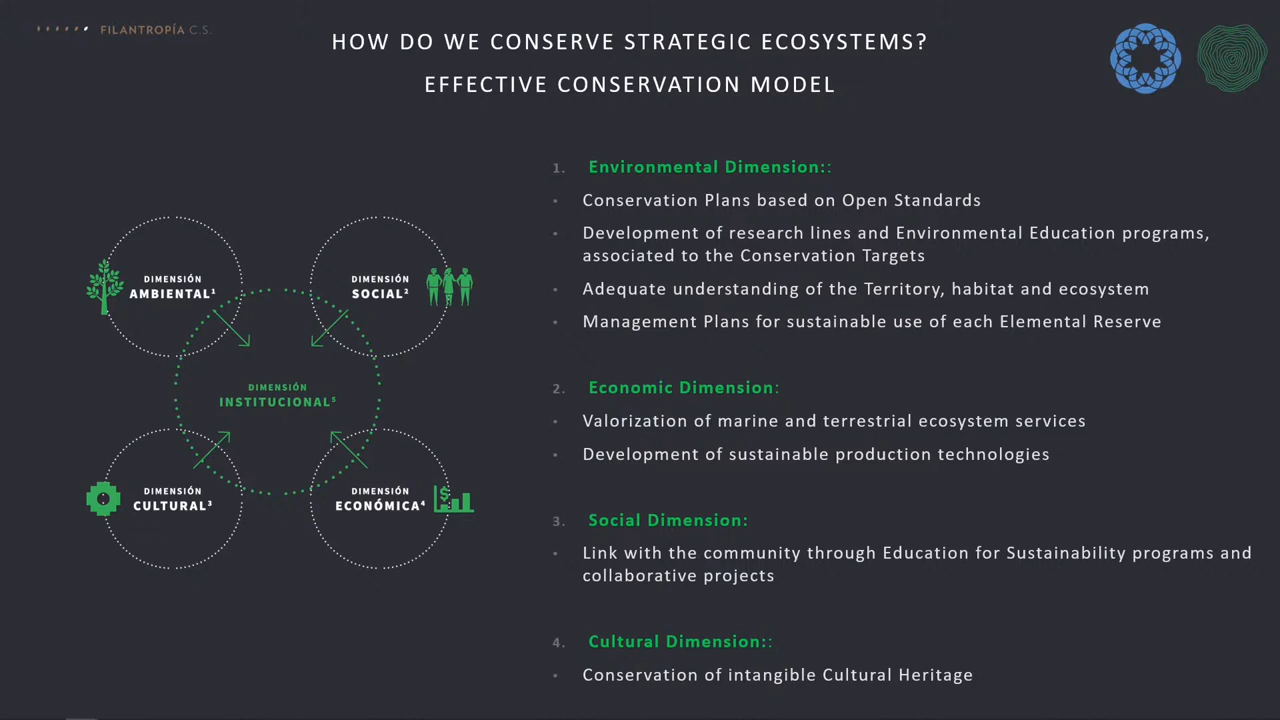 FILANTROPÍA C.S.
HOW DO WE CONSERVE STRATEGIC ECOSYSTEMS?
EFFECTIVE CONSERVATION MODEL
DIMENSIÓN
AMBIENTAL¹
DIMENSIÓN
SOCIAL²
DIMENSIÓN
INSTITUCIONAL⁵
DIMENSIÓN
CULTURAL³
DIMENSIÓN
ECONÓMICA⁴
$
1. Environmental Dimension::
• Conservation Plans based on Open Standards
• Development of research lines and Environmental Education programs,
associated to the Conservation Targets
• Adequate understanding of the Territory, habitat and ecosystem
• Management Plans for sustainable use of each Elemental Reserve
2. Economic Dimension:
• Valorization of marine and terrestrial ecosystem services
• Development of sustainable production technologies
3. Social Dimension:
• Link with the community through Education for Sustainability programs and
collaborative projects
4. Cultural Dimension::
• Conservation of intangible Cultural Heritage